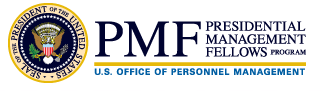 SEAL OF THE PRESIDENT OF THE UNITED STATES
PMF
PRESIDENTIAL
MANAGEMENT
FELLOWS PROGRAM
U.S. OFFICE OF PERSONNEL MANAGEMENT